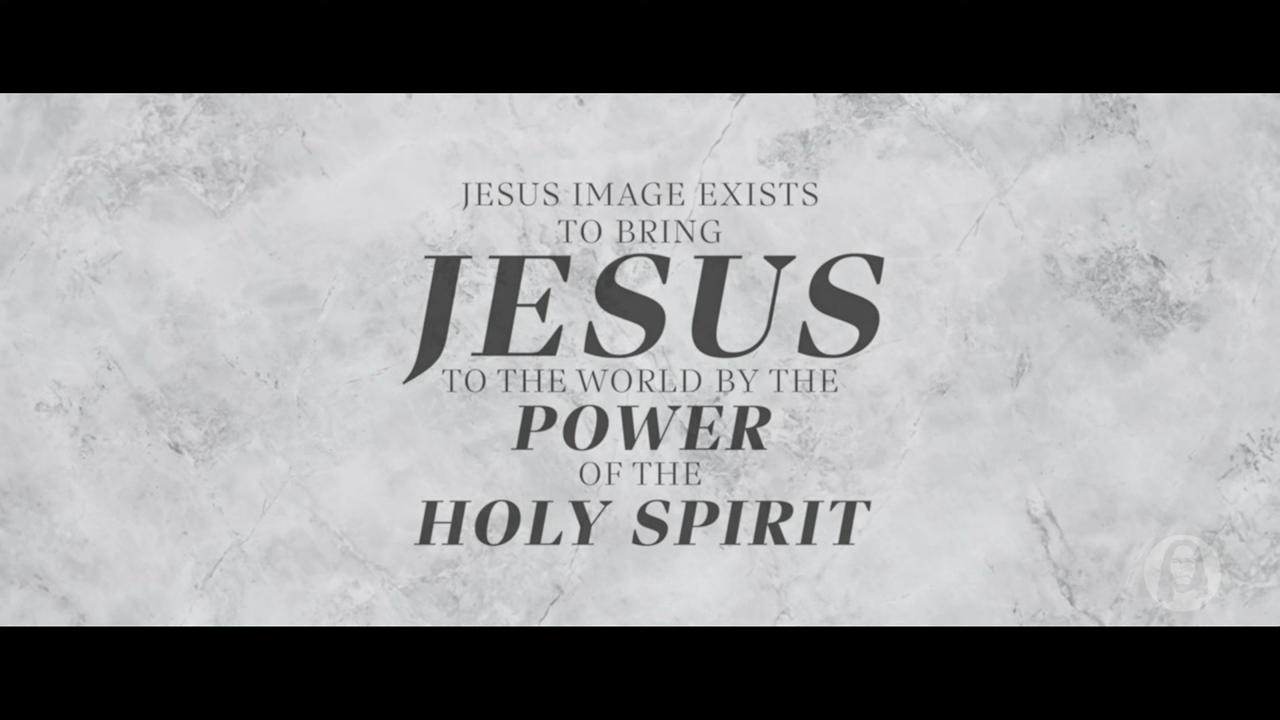 JESUS IMAGE EXISTS
TO BRING
JESUS
TO THE WORLD BY THE
POWER
OF THE
HOLY SPIRIT